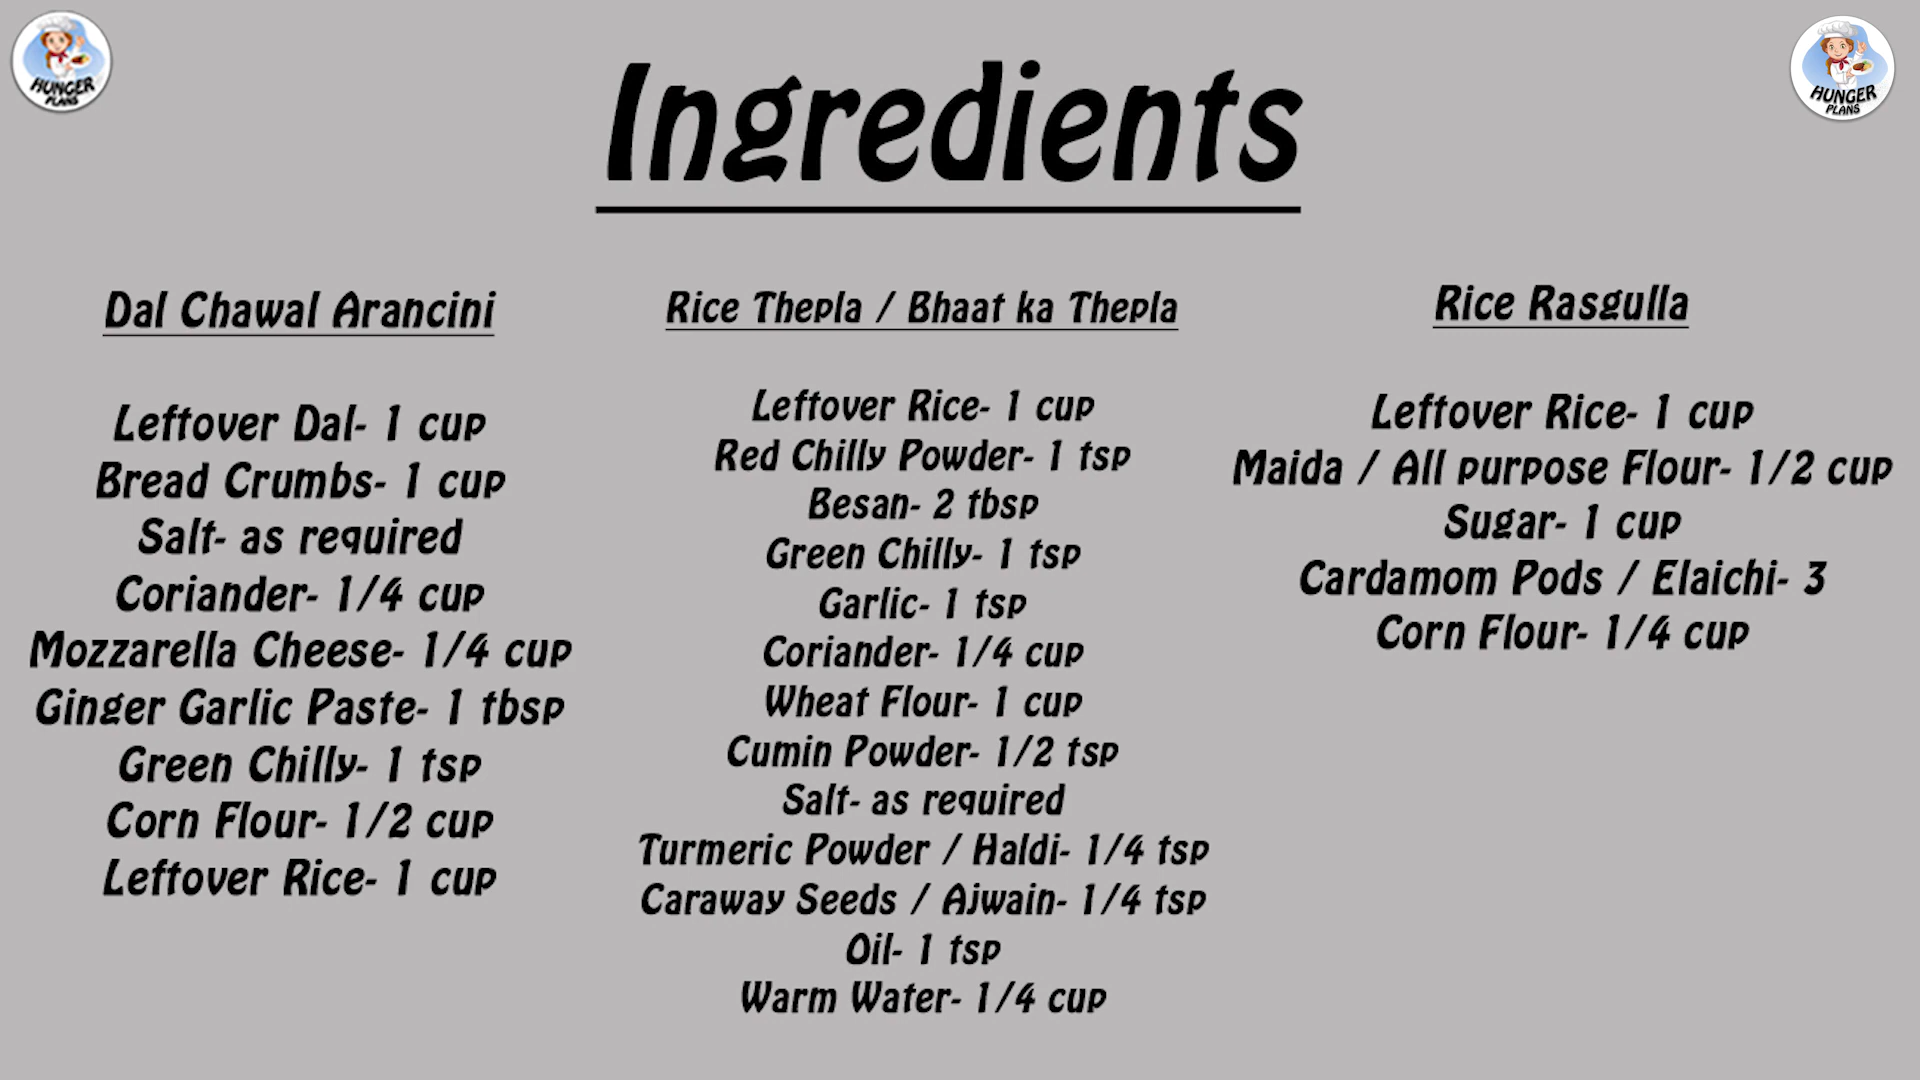 HUNGER
PLANS
HUNGER
PLANS
Ingredients
Dal Chawal Arancini
Leftover Dal- 1 cup
Bread Crumbs- 1 cup
Salt- as required
Coriander- 1/4 cup
Mozzarella Cheese- 1/4 cup
Ginger Garlic Paste- 1 tbsp
Green Chilly- 1 tsp
Corn Flour- 1/2 cup
Leftover Rice- 1 cup
Rice Thepla / Bhaat ka Thepla
Leftover Rice- 1 cup
Red Chilly Powder- 1 tsp
Besan- 2 tbsp
Green Chilly- 1 tsp
Garlic- 1 tsp
Coriander- 1/4 cup
Wheat Flour- 1 cup
Cumin Powder- 1/2 tsp
Salt- as required
Turmeric Powder / Haldi- 1/4 tsp
Caraway Seeds / Ajwain- 1/4 tsp
Oil- 1 tsp
Warm Water- 1/4 cup
Rice Rasgulla
Leftover Rice- 1 cup
Maida / All purpose Flour- 1/2 cup
Sugar- 1 cup
Cardamom Pods / Elaichi- 3
Corn Flour- 1/4 cup